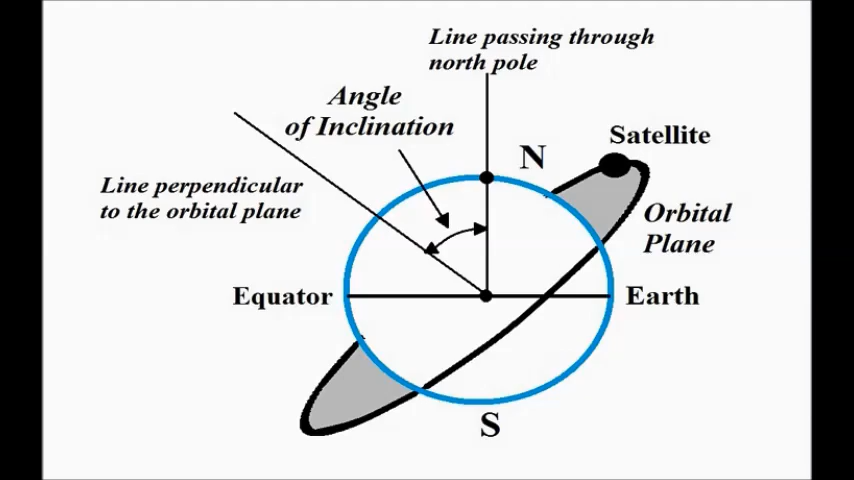 Line passing through
north pole
Angle
of Inclination
N
Satellite
Line perpendicular
to the orbital plane
Orbital
Plane
Equator
Earth
S